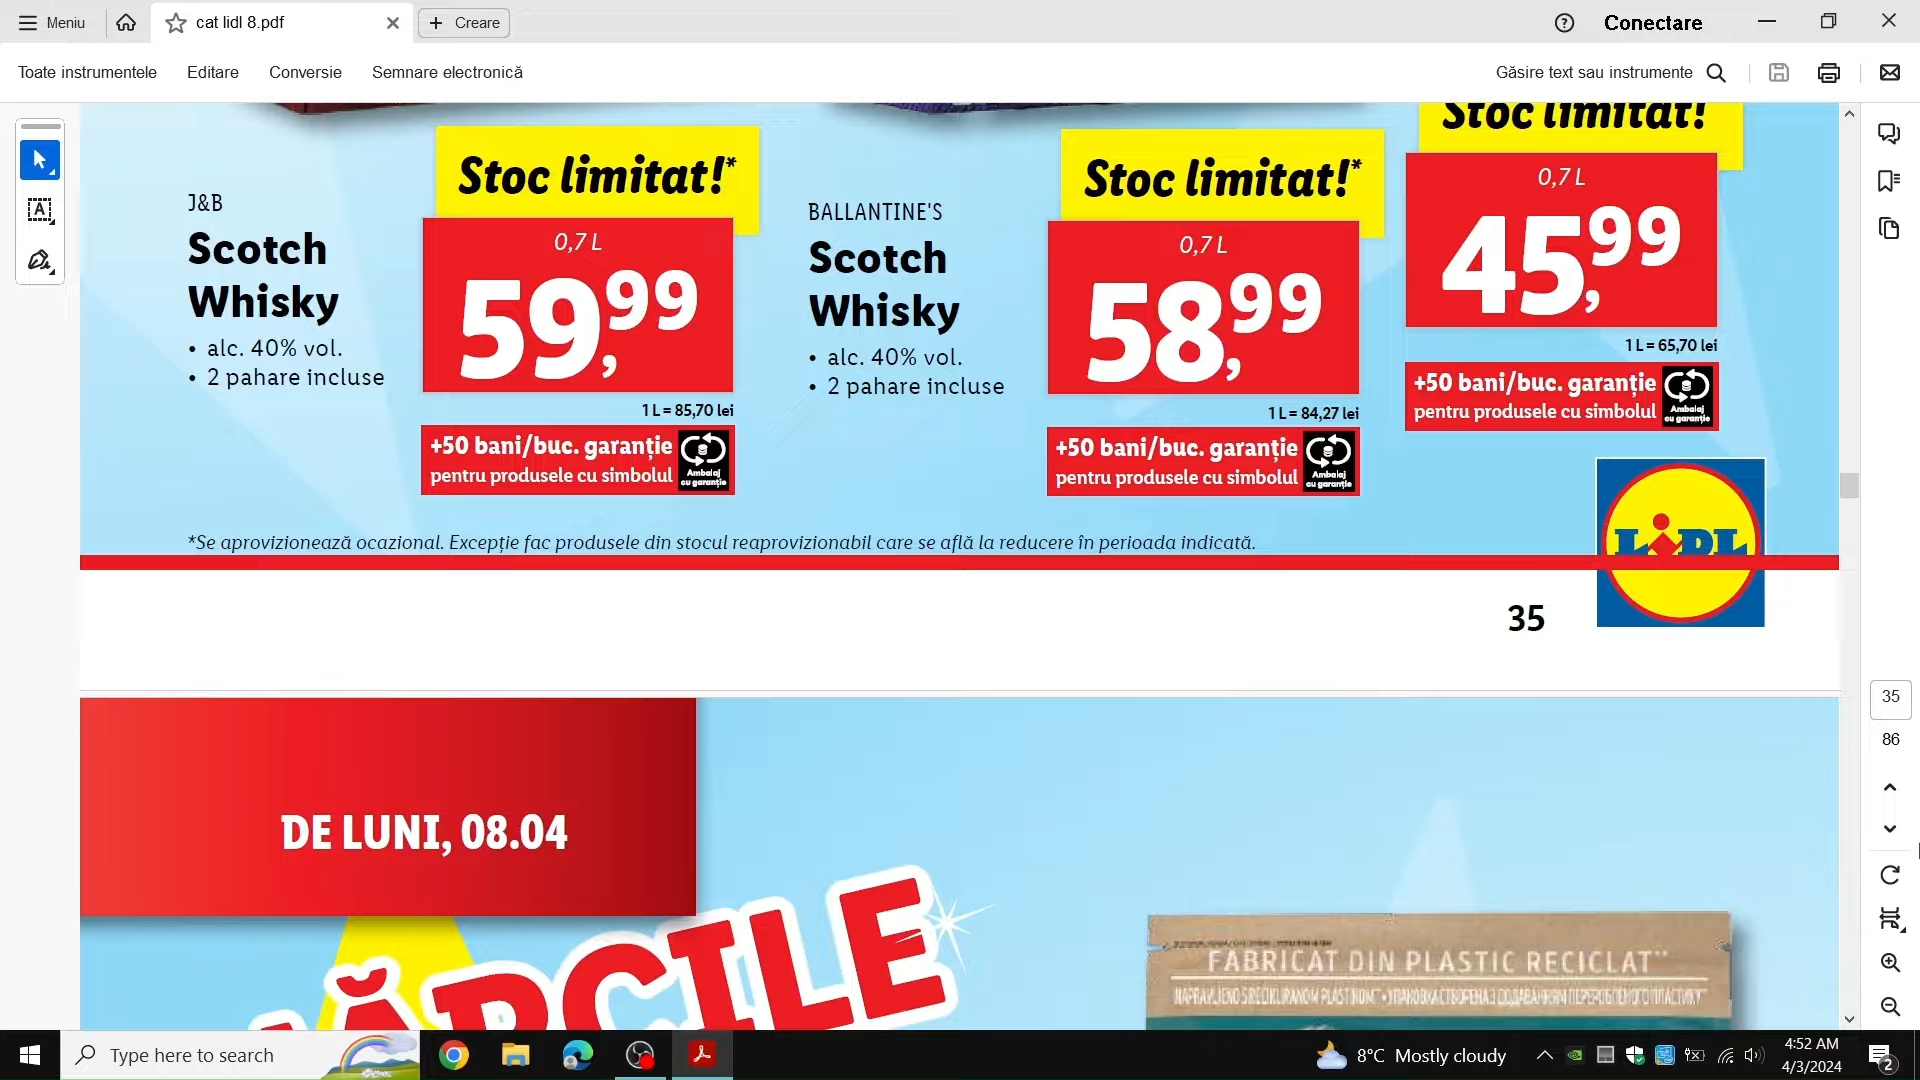 Meniu
cat lidl 8.pdf
Creare
Conectare
Toate instrumentele
Editare
Conversie
Semnare electronică
Găsire text sau instrumente
Stoc limitat!*
J&B
Scotch
Whisky
• alc. 40% vol.
• 2 pahare incluse
0,7 L
59,99
1 L = 85,70 lei
+50 bani/buc. garanție
pentru produsele cu simbolul
Ambalaj
cu garanție
Stoc limitat!*
BALLANTINE'S
Scotch
Whisky
• alc. 40% vol.
• 2 pahare incluse
0,7 L
58,99
1 L = 84,27 lei
+50 bani/buc. garanție
pentru produsele cu simbolul
Ambalaj
cu garanție
Stoc limitat!
0,7 L
45,99
1 L = 65,70 lei
+50 bani/buc. garanție
pentru produsele cu simbolul
Ambalaj
cu garanție
*Se aprovizionează ocazional. Excepție fac produsele din stocul reaprovizionabil care se află la reducere în perioada indicată.
LIDL
35
35
86
DE LUNI, 08.04
ĂRCILE
FABRICAT DIN PLASTIC RECICLAT**
Type here to search
8°C Mostly cloudy
4:52 AM
4/3/2024
2